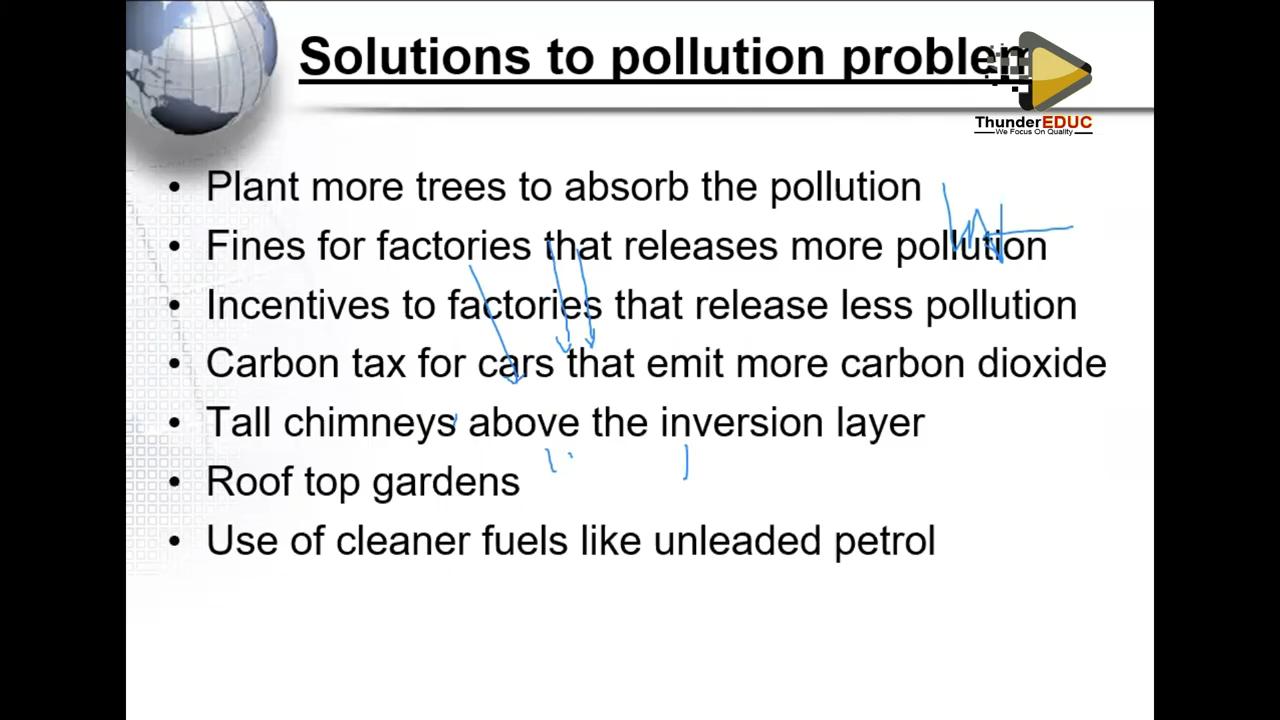 Solutions to pollution problem
ThunderEDUC
We Focus On Quality
• Plant more trees to absorb the pollution
• Fines for factories that releases more pollution
• Incentives to factories that release less pollution
• Carbon tax for cars that emit more carbon dioxide
• Tall chimneys above the inversion layer
• Roof top gardens
• Use of cleaner fuels like unleaded petrol